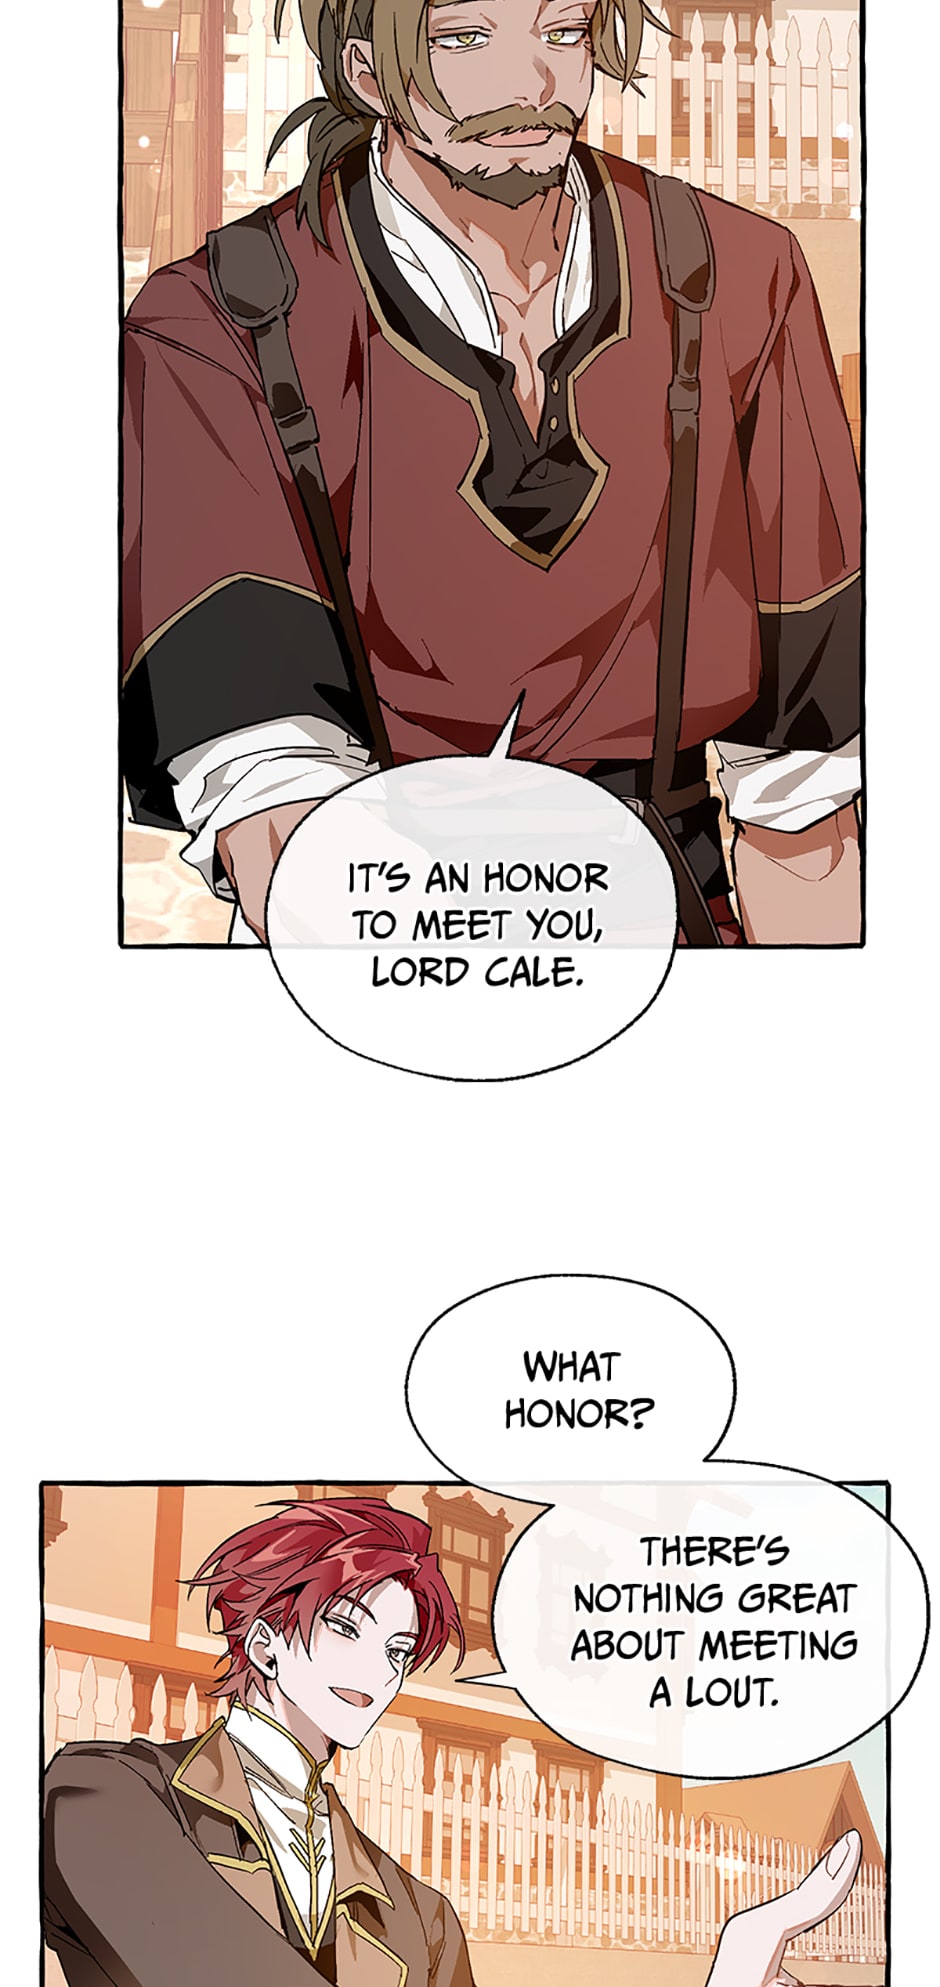 IT'S AN HONOR
TO MEET YOU,
LORD CALE.
WHAT
HONOR?
THERE'S
NOTHING GREAT
ABOUT MEETING
A LOUT.